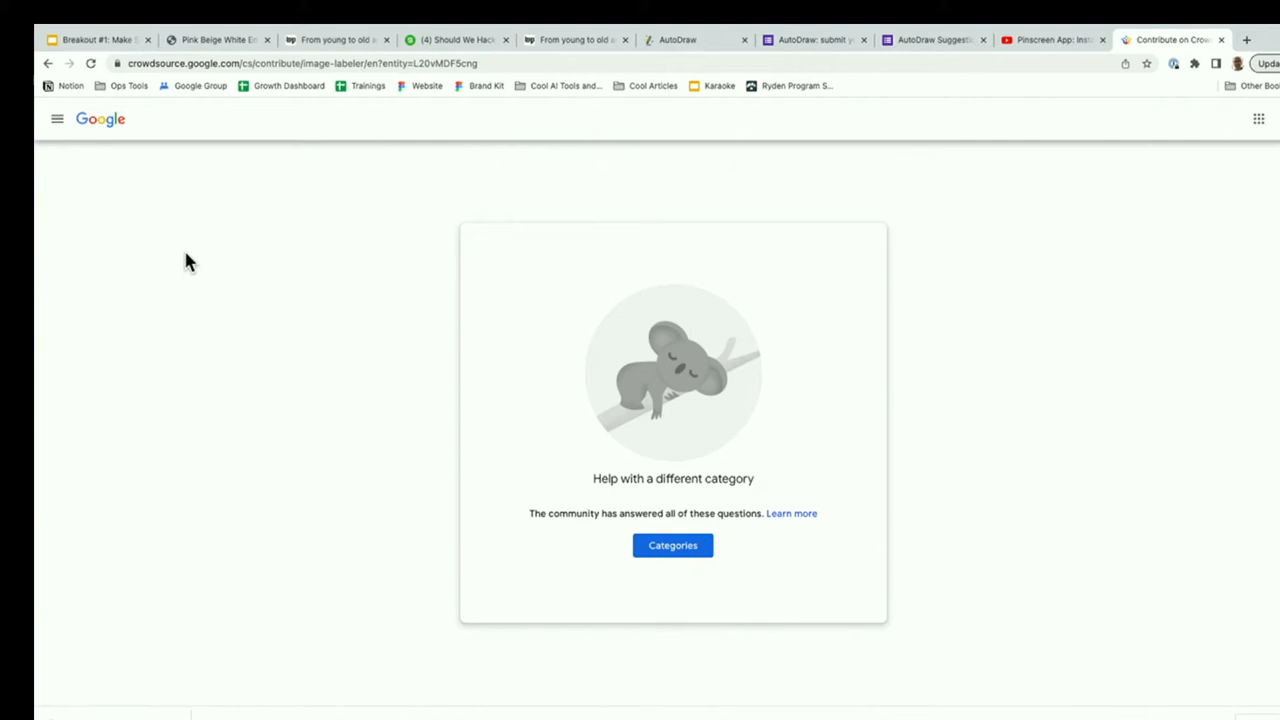 Breakout #1: Make S
Pink Beige White En
From young to old a
(4) Should We Hack
From young to old a
AutoDraw
AutoDraw: submit y
AutoDraw Suggesti
Pinscreen App: Inst
Contribute on Crow
crowdsource.google.com/cs/contribute/image-labeler/en?entity=L20vMDF5cng
Upda
Notion
Ops Tools
Google Group
Growth Dashboard
Trainings
Website
Brand Kit
Cool AI Tools and...
Cool Articles
Karaoke
Ryden Program S...
Other Boo
Google
Help with a different category
The community has answered all of these questions. Learn more
Categories